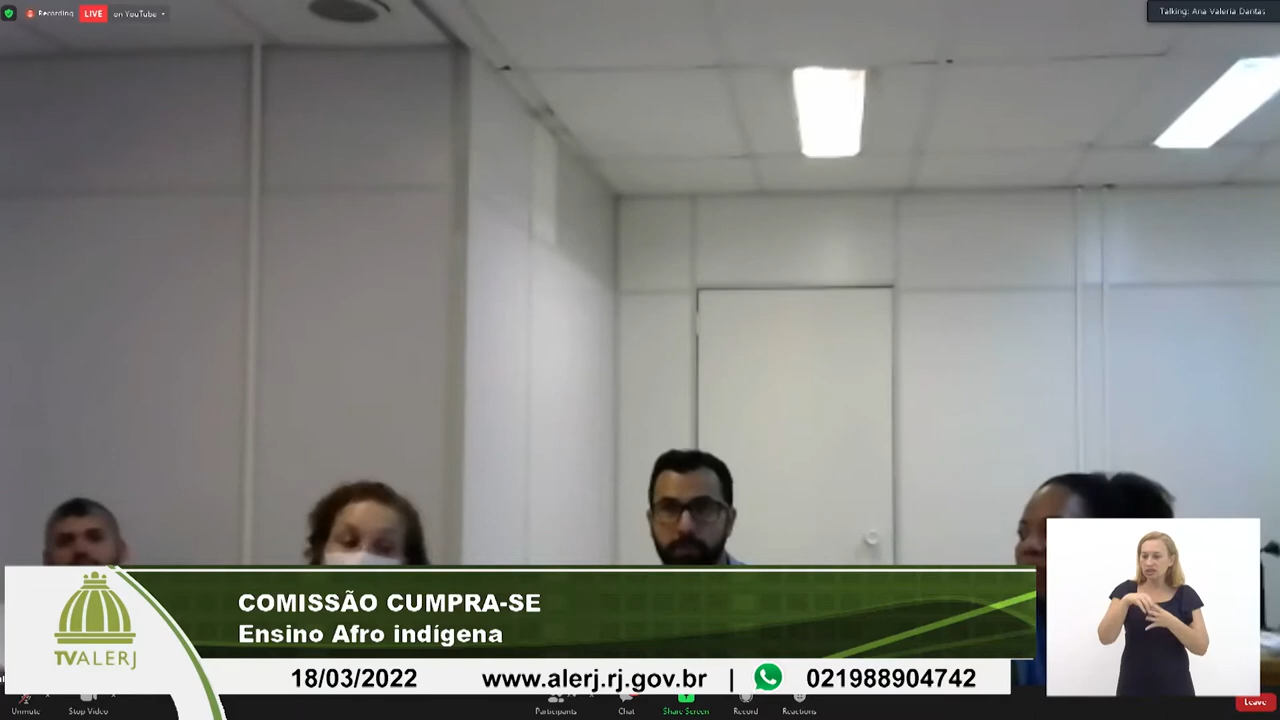 Recording
LIVE
on YouTube
Talking: Ana Valeria Dantas
COMISSÃO CUMPRA-SE
Ensino Afro indígena
TVALERJ
18/03/2022
www.alerj.rj.gov.br | 021988904742
Unmute
Stop Video
Participants
Chat
Share Screen
Record
Reactions
Leave